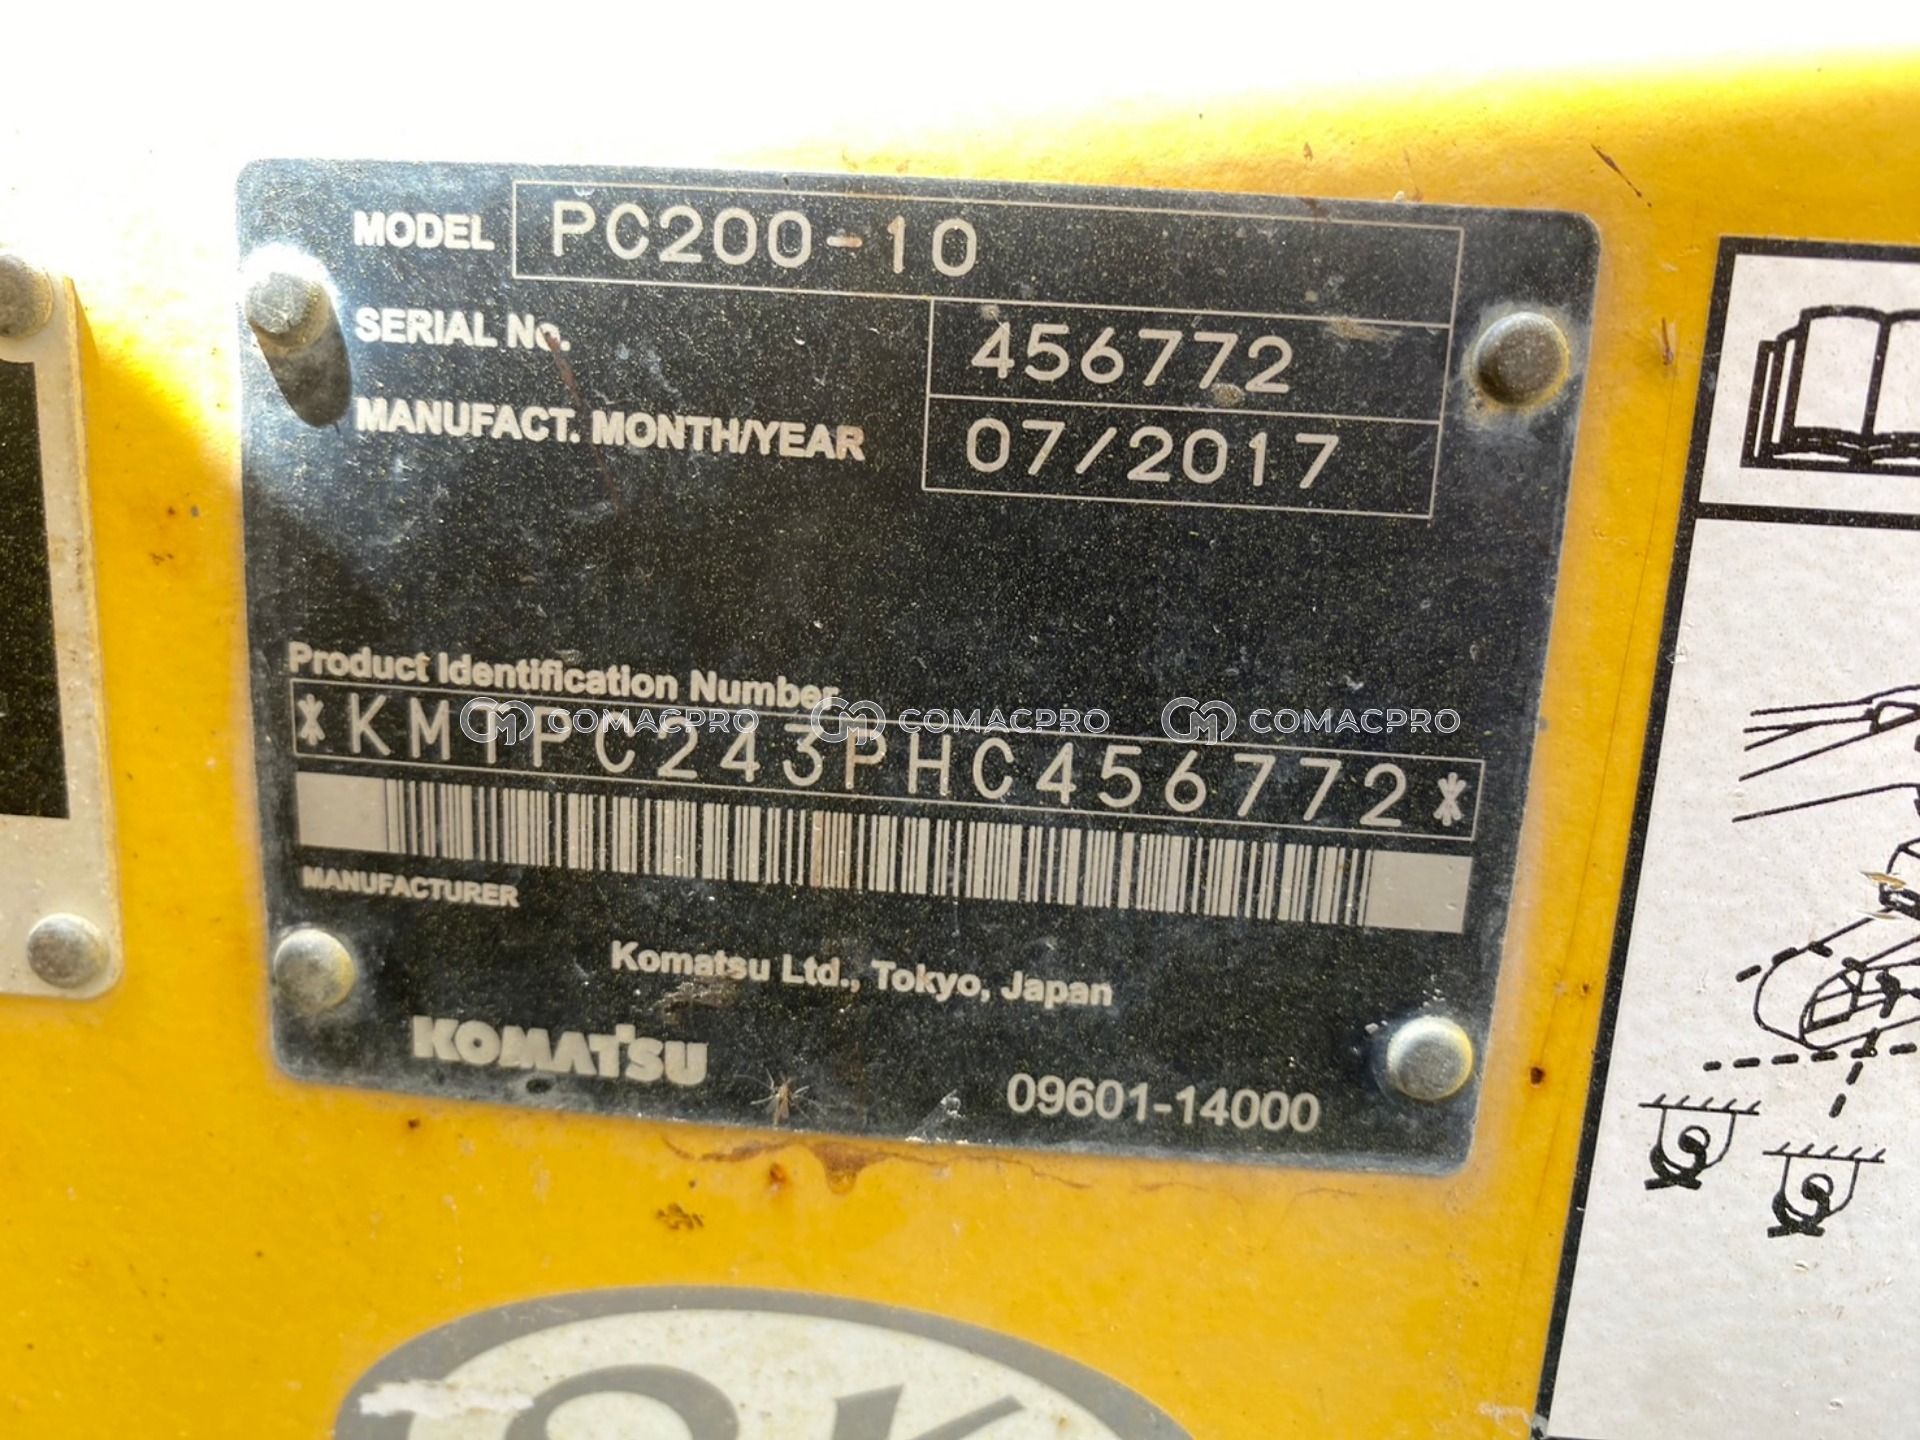 MODEL PC200-10
SERIAL No. 456772
MANUFACT. MONTH/YEAR 07/2017
Product Identification Number
*KMTPC243PHC456772*
COMACPRO COMACPRO COMACPRO
MANUFACTURER
Komatsu Ltd., Tokyo, Japan
KOMATSU
09601-14000
OK